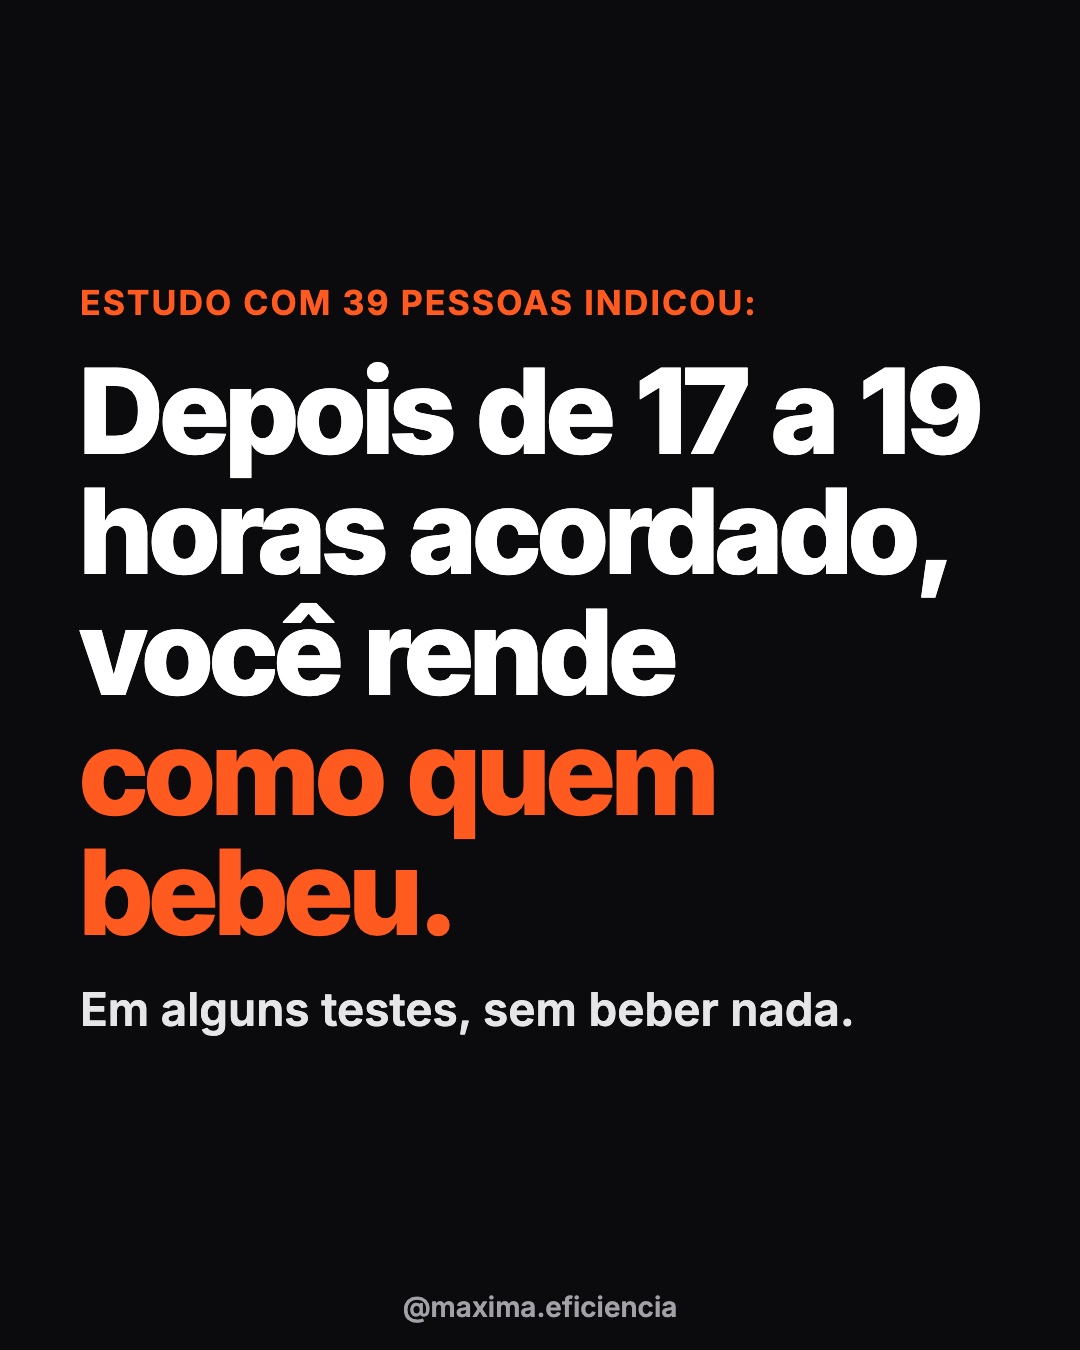 ESTUDO COM 39 PESSOAS INDICOU:
Depois de 17 a 19
horas acordado,
você rende
como quem
bebeu.
Em alguns testes, sem beber nada.
@maxima.eficiencia